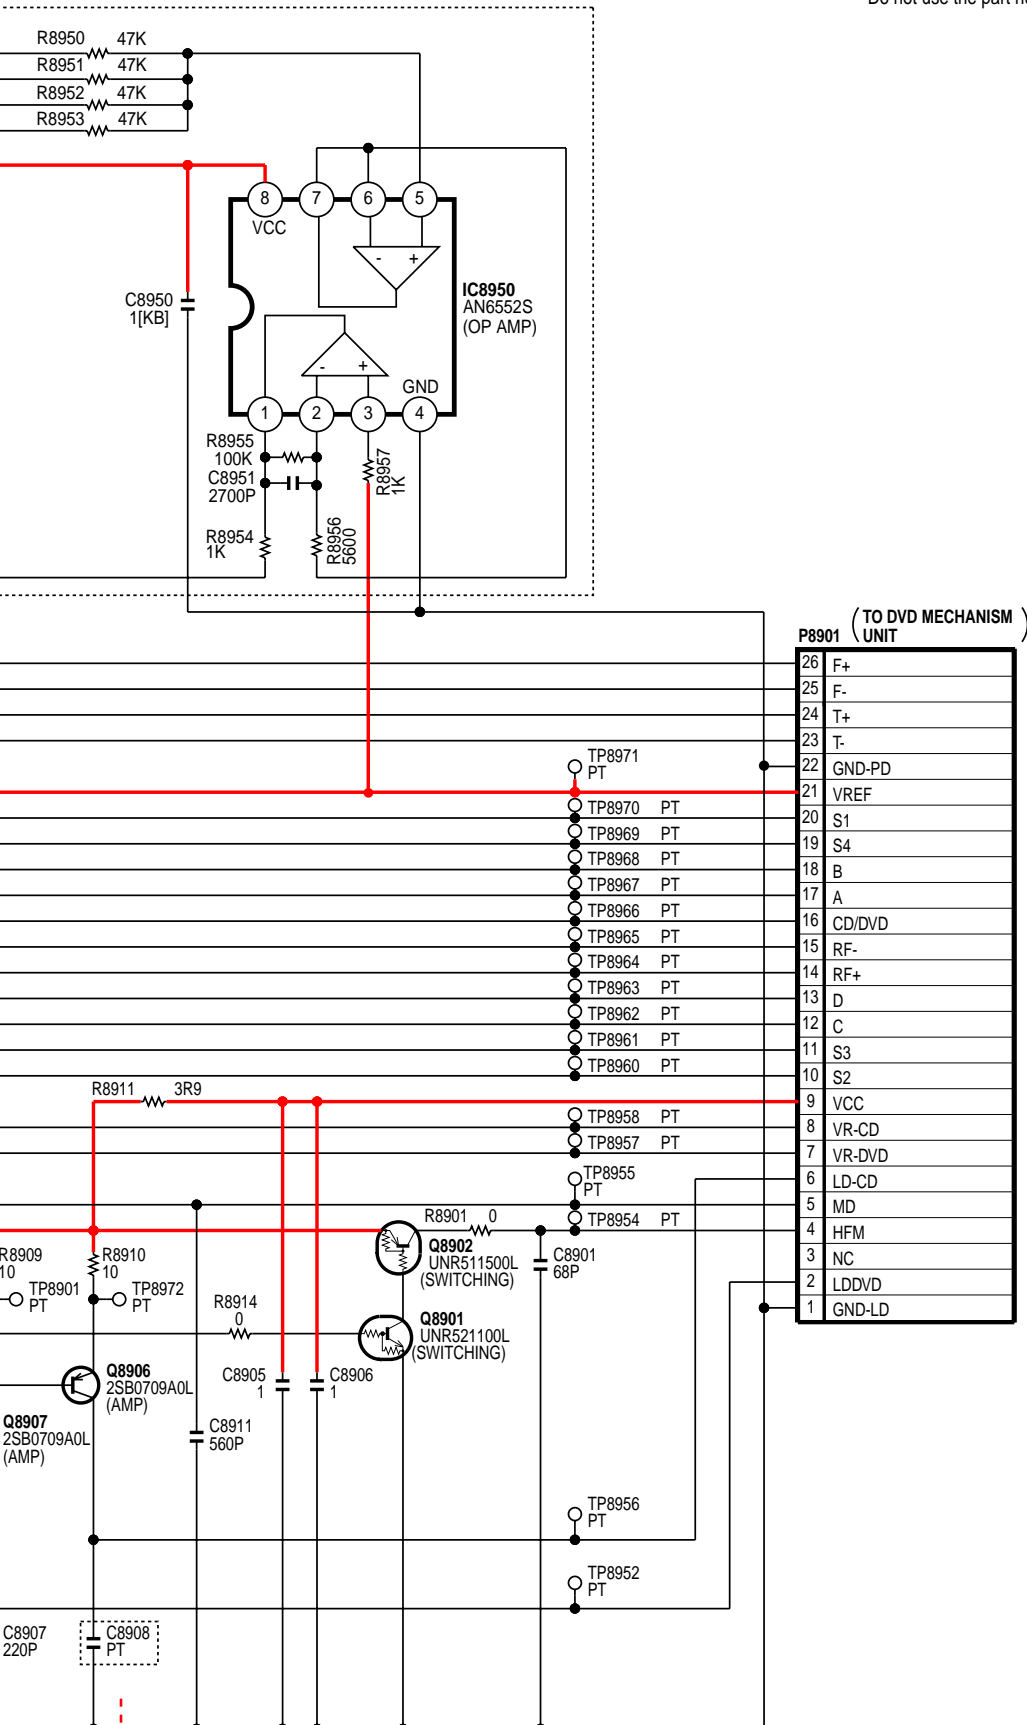 Do not use the part n
R8950 47K
R8951 47K
R8952 47K
R8953 47K
8 7 6 5
VCC
- +
IC8950
AN6552S
(OP AMP)
C8950
1[KB]
- +
GND
1 2 3 4
R8955
100K
C8951
2700P
R8957
1K
R8954
1K
R8956
5600
P8901
(TO DVD MECHANISM
UNIT)
26 F+
25 F-
24 T+
23 T-
22 GND-PD
21 VREF
20 S1
19 S4
18 B
17 A
16 CD/DVD
15 RF-
14 RF+
13 D
12 C
11 S3
10 S2
9 VCC
8 VR-CD
7 VR-DVD
6 LD-CD
5 MD
4 HFM
3 NC
2 LDDVD
1 GND-LD
TP8971
PT
TP8970 PT
TP8969 PT
TP8968 PT
TP8967 PT
TP8966 PT
TP8965 PT
TP8964 PT
TP8963 PT
TP8962 PT
TP8961 PT
TP8960 PT
R8911 3R9
TP8958 PT
TP8957 PT
TP8955
PT
R8901 0
TP8954 PT
R8909
10
R8910
10
Q8902
UNR511500L
(SWITCHING)
C8901
68P
TP8901
PT
TP8972
PT
R8914
0
Q8901
UNR521100L
(SWITCHING)
Q8906
2SB0709A0L
(AMP)
C8905
1
C8906
1
Q8907
2SB0709A0L
(AMP)
C8911
560P
TP8956
PT
TP8952
PT
C8907
220P
C8908
PT